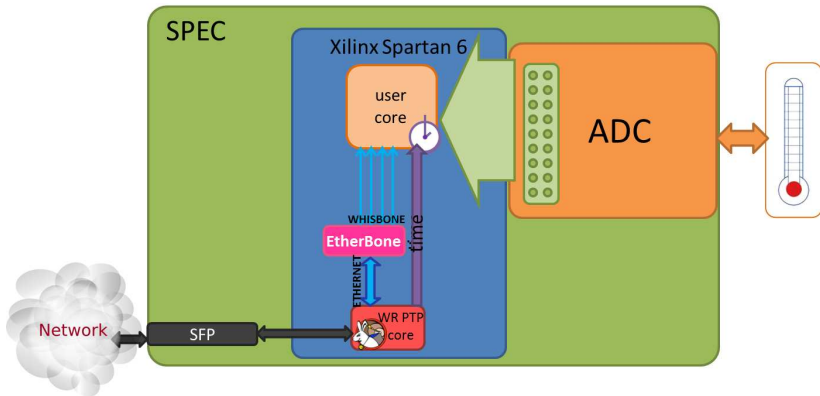 SPEC
Xilinx Spartan 6
user
core
ADC
WHISBONE
EtherBone
time
ETHERNET
WR PTP
core
Network
SFP